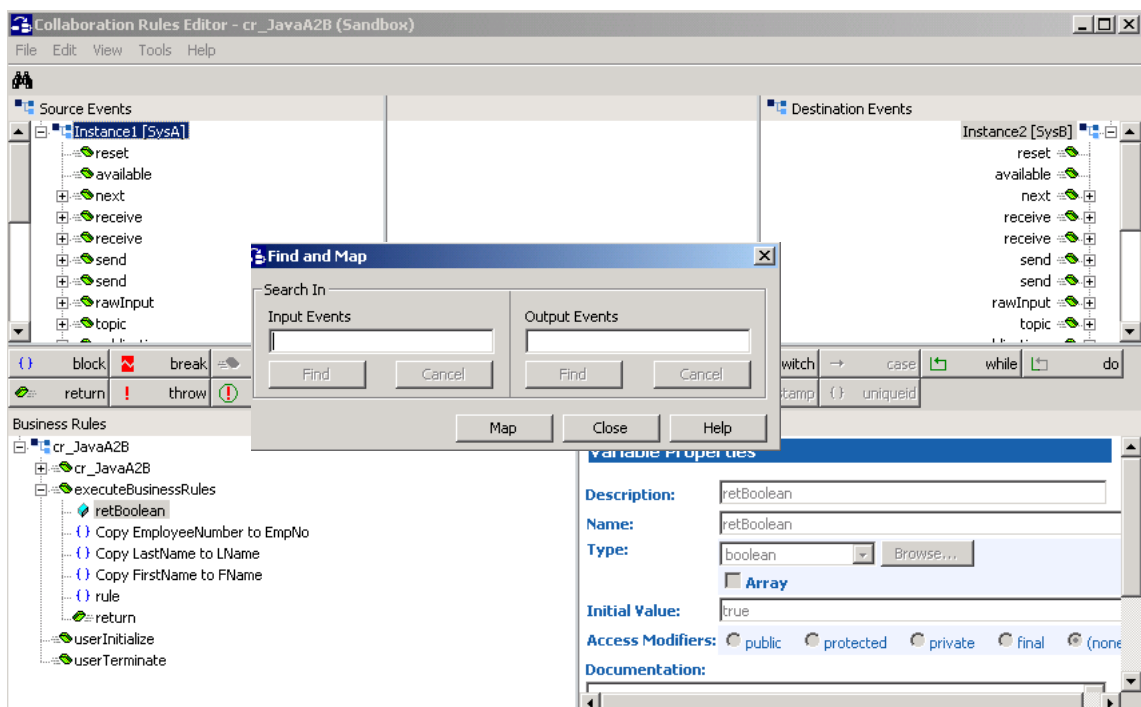 Collaboration Rules Editor - cr_JavaA2B (Sandbox)
File Edit View Tools Help
Source Events
Destination Events
Instance1 [SysA]
Instance2 [SysB]
reset
reset
available
available
next
next
receive
receive
receive
receive
send
send
send
send
rawInput
rawInput
topic
topic
Find and Map
Search In
Input Events
Output Events
Find
Cancel
Find
Cancel
Map
Close
Help
block
break
witch
case
while
do
return
throw
stamp
uniqueid
Business Rules
cr_JavaA2B
cr_JavaA2B
executeBusinessRules
retBoolean
{} Copy EmployeeNumber to EmpNo
{} Copy LastName to LName
{} Copy FirstName to FName
{} rule
return
userInitialize
userTerminate
Variable Properties
Description: retBoolean
Name: retBoolean
Type: boolean Browse...
Array
Initial Value: true
Access Modifiers: public protected private final (none
Documentation: